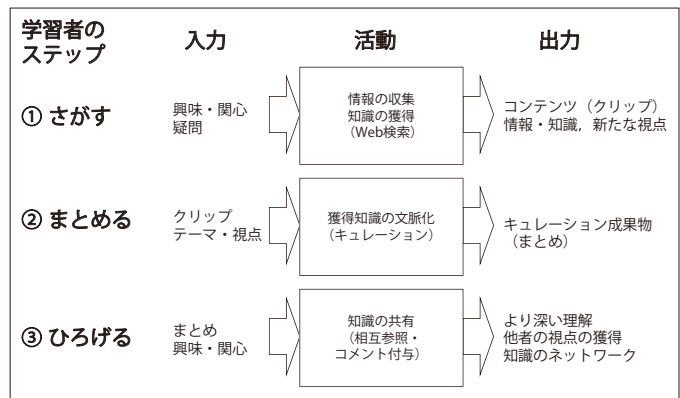 学習者の
ステップ
入力
活動
出力
① さがす
興味・関心
疑問
情報の収集
知識の獲得
(Web検索)
コンテンツ（クリップ）
情報・知識，新たな視点
② まとめる
クリップ
テーマ・視点
獲得知識の文脈化
（キュレーション）
キュレーション成果物
（まとめ）
③ ひろげる
まとめ
興味・関心
知識の共有
（相互参照・
コメント付与）
より深い理解
他者の視点の獲得
知識のネットワーク